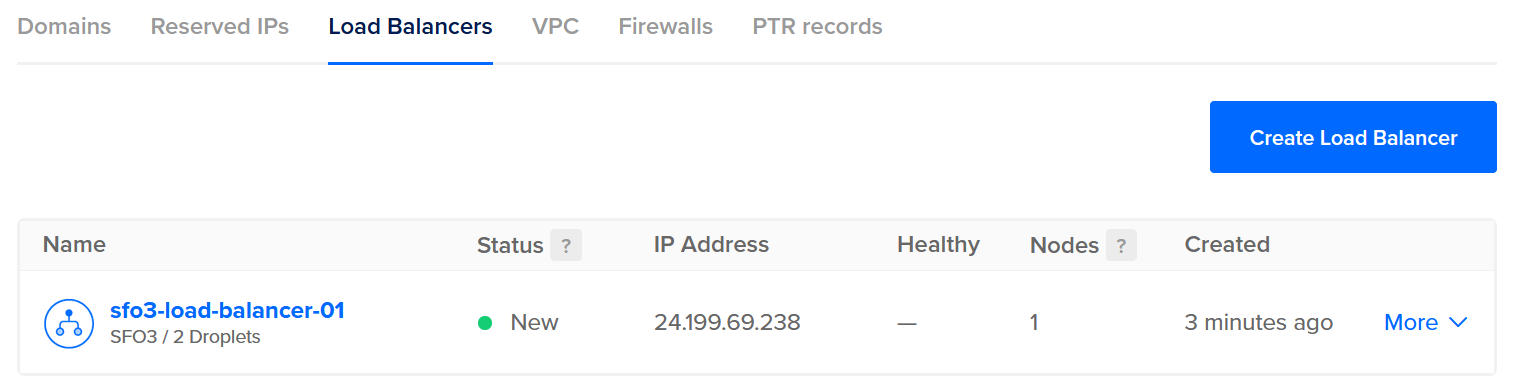 Domains Reserved IPs Load Balancers VPC Firewalls PTR records
Create Load Balancer
Name Status ? IP Address Healthy Nodes ? Created
sfo3-load-balancer-01
SFO3 / 2 Droplets
New 24.199.69.238 — 1 3 minutes ago More